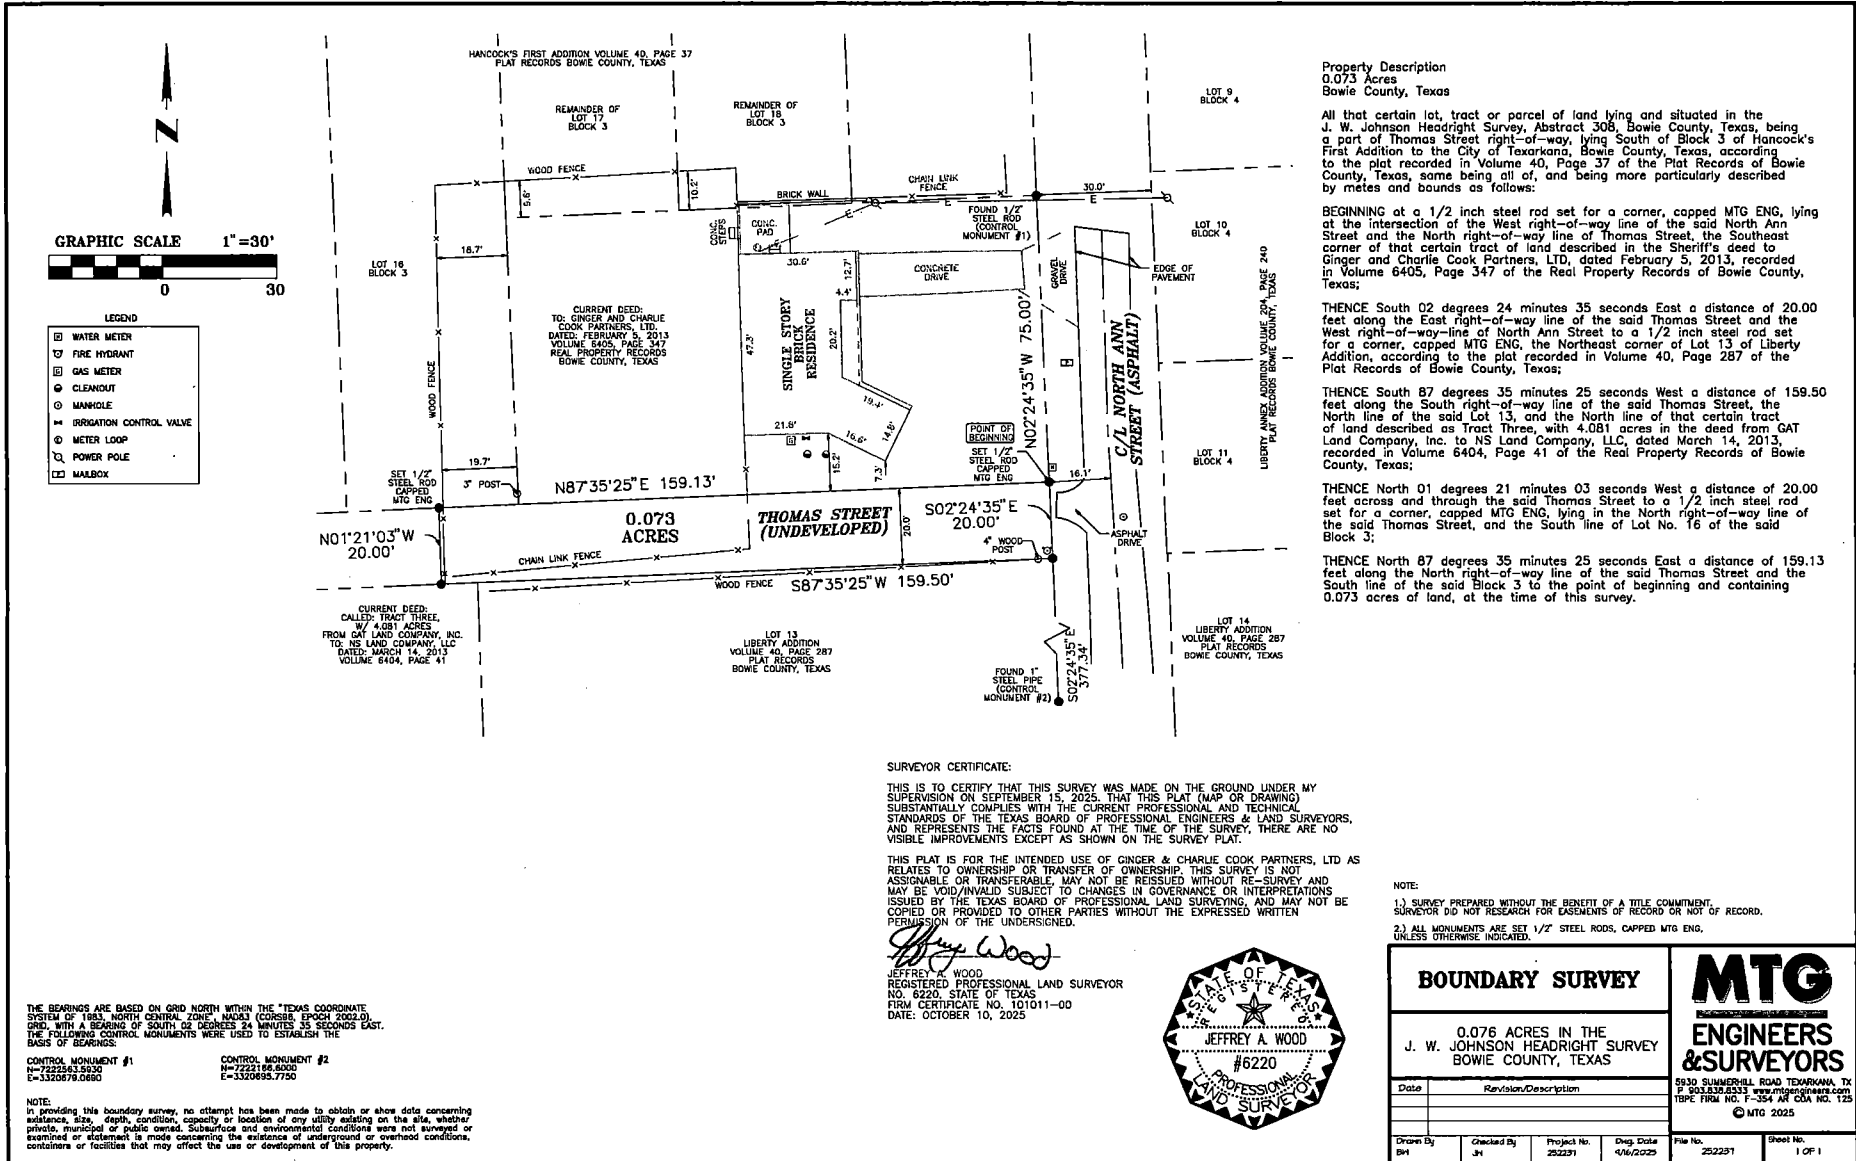 HANCOCK'S FIRST ADDITION VOLUME 40, PAGE 37
PLAT RECORDS BOWIE COUNTY, TEXAS
REMAINDER OF
LOT 17
BLOCK 3
REMAINDER OF
LOT 18
BLOCK 3
LOT 9
BLOCK 4
N
GRAPHIC SCALE 1"=30'
0 30
LEGEND
WATER METER
FIRE HYDRANT
GAS METER
CLEANOUT
MANHOLE
IRRIGATION CONTROL VALVE
METER LOOP
POWER POLE
MAILBOX
LOT 16
BLOCK 3
WOOD FENCE
9.6'
10.2'
BRICK WALL
CHAIN LINK
FENCE
30.0'
E
E
E
FOUND 1/2"
STEEL ROD
(CONTROL
MONUMENT #1)
CONC.
STEPS
CONC.
PAD
LOT 10
BLOCK 4
18.7'
30.6'
12.7'
CONCRETE
DRIVE
GRAVEL
DRIVE
EDGE OF
PAVEMENT
4.4'
CURRENT DEED:
TO: GINGER AND CHARLIE
COOK PARTNERS, LTD.
DATED: FEBRUARY 5, 2013
VOLUME 6405, PAGE 347
REAL PROPERTY RECORDS
BOWIE COUNTY, TEXAS
WOOD FENCE
47.3'
SINGLE STORY
BRICK
RESIDENCE
20.2'
19.4'
14.8'
16.6'
21.8'
15.2'
7.3'
N02°24'35"W 75.00'
C/L NORTH ANN
STREET (ASPHALT)
LIBERTY ANNEX ADDITION VOLUME 204, PAGE 240
PLAT RECORDS BOWIE COUNTY, TEXAS
LOT 11
BLOCK 4
POINT OF
BEGINNING
SET 1/2"
STEEL ROD
CAPPED
MTG ENG
16.1'
SET 1/2"
STEEL ROD
CAPPED
MTG ENG
19.7'
3" POST
N87°35'25"E 159.13'
0.073
ACRES
THOMAS STREET
(UNDEVELOPED)
20.0'
S02°24'35"E
20.00'
N01°21'03"W
20.00'
4" WOOD
POST
ASPHALT
DRIVE
CHAIN LINK FENCE
WOOD FENCE
S87°35'25"W 159.50'
CURRENT DEED:
CALLED: TRACT THREE,
W/ 4.081 ACRES
FROM GAT LAND COMPANY, INC.
TO: NS LAND COMPANY, LLC
DATED: MARCH 14, 2013
VOLUME 6404, PAGE 41
LOT 13
LIBERTY ADDITION
VOLUME 40, PAGE 287
PLAT RECORDS
BOWIE COUNTY, TEXAS
LOT 14
LIBERTY ADDITION
VOLUME 40, PAGE 287
PLAT RECORDS
BOWIE COUNTY, TEXAS
FOUND 1"
STEEL PIPE
(CONTROL
MONUMENT #2)
S02°24'35"E
377.34'
Property Description
0.073 Acres
Bowie County, Texas
All that certain lot, tract or parcel of land lying and situated in the
J. W. Johnson Headright Survey, Abstract 308, Bowie County, Texas, being
a part of Thomas Street right-of-way, lying South of Block 3 of Hancock's
First Addition to the City of Texarkana, Bowie County, Texas, according
to the plat recorded in Volume 40, Page 37 of the Plat Records of Bowie
County, Texas, same being all of, and being more particularly described
by metes and bounds as follows:
BEGINNING at a 1/2 inch steel rod set for a corner, capped MTG ENG, lying
at the intersection of the West right-of-way line of the said North Ann
Street and the North right-of-way line of Thomas Street, the Southeast
corner of that certain tract of land described in the Sheriff's deed to
Ginger and Charlie Cook Partners, LTD, dated February 5, 2013, recorded
in Volume 6405, Page 347 of the Real Property Records of Bowie County,
Texas;
THENCE South 02 degrees 24 minutes 35 seconds East a distance of 20.00
feet along the East right-of-way line of the said Thomas Street and the
West right-of-way-line of North Ann Street to a 1/2 inch steel rod set
for a corner, capped MTG ENG, the Northeast corner of Lot 13 of Liberty
Addition, according to the plat recorded in Volume 40, Page 287 of the
Plat Records of Bowie County, Texas;
THENCE South 87 degrees 35 minutes 25 seconds West a distance of 159.50
feet along the South right-of-way line of the said Thomas Street, the
North line of the said Lot 13, and the North line of that certain tract
of land described as Tract Three, with 4.081 acres in the deed from GAT
Land Company, Inc. to NS Land Company, LLC, dated March 14, 2013,
recorded in Volume 6404, Page 41 of the Real Property Records of Bowie
County, Texas;
THENCE North 01 degrees 21 minutes 03 seconds West a distance of 20.00
feet across and through the said Thomas Street to a 1/2 inch steel rod
set for a corner, capped MTG ENG, lying in the North right-of-way line of
the said Thomas Street, and the South line of Lot No. 16 of the said
Block 3;
THENCE North 87 degrees 35 minutes 25 seconds East a distance of 159.13
feet along the North right-of-way line of the said Thomas Street and the
South line of the said Block 3 to the point of beginning and containing
0.073 acres of land, at the time of this survey.
SURVEYOR CERTIFICATE:
THIS IS TO CERTIFY THAT THIS SURVEY WAS MADE ON THE GROUND UNDER MY
SUPERVISION ON SEPTEMBER 15, 2025. THAT THIS PLAT (MAP OR DRAWING)
SUBSTANTIALLY COMPLIES WITH THE CURRENT PROFESSIONAL AND TECHNICAL
STANDARDS OF THE TEXAS BOARD OF PROFESSIONAL ENGINEERS & LAND SURVEYORS,
AND REPRESENTS THE FACTS FOUND AT THE TIME OF THE SURVEY, THERE ARE NO
VISIBLE IMPROVEMENTS EXCEPT AS SHOWN ON THE SURVEY PLAT.
THIS PLAT IS FOR THE INTENDED USE OF GINGER & CHARLIE COOK PARTNERS, LTD AS
RELATES TO OWNERSHIP OR TRANSFER OF OWNERSHIP. THIS SURVEY IS NOT
ASSIGNABLE OR TRANSFERABLE, MAY NOT BE REISSUED WITHOUT RE-SURVEY AND
MAY BE VOID/INVALID SUBJECT TO CHANGES IN GOVERNANCE OR INTERPRETATIONS
ISSUED BY THE TEXAS BOARD OF PROFESSIONAL LAND SURVEYING, AND MAY NOT BE
COPIED OR PROVIDED TO OTHER PARTIES WITHOUT THE EXPRESSED WRITTEN
PERMISSION OF THE UNDERSIGNED.
JEFFREY A. WOOD
REGISTERED PROFESSIONAL LAND SURVEYOR
NO. 6220, STATE OF TEXAS
FIRM CERTIFICATE NO. 101011-00
DATE: OCTOBER 10, 2025
STATE OF TEXAS
REGISTERED
JEFFREY A. WOOD
#6220
PROFESSIONAL
LAND SURVEYOR
THE BEARINGS ARE BASED ON GRID NORTH WITHIN THE "TEXAS COORDINATE
SYSTEM OF 1983, NORTH CENTRAL ZONE", NAD83 (CORS96, EPOCH 2002.0),
GRID, WITH A BEARING OF SOUTH 02 DEGREES 24 MINUTES 35 SECONDS EAST.
THE FOLLOWING CONTROL MONUMENTS WERE USED TO ESTABLISH THE
BASIS OF BEARINGS:
CONTROL MONUMENT #1
N=7222563.5930
E=3320679.0690
CONTROL MONUMENT #2
N=7222166.6000
E=3320695.7750
NOTE:
In providing this boundary survey, no attempt has been made to obtain or show data concerning
existence, size, depth, condition, capacity or location of any utility existing on the site, whether
private, municipal or public owned. Subsurface and environmental conditions were not surveyed or
examined or statement is made concerning the existence of underground or overhead conditions,
containers or facilities that may affect the use or development of this property.
NOTE:
1.) SURVEY PREPARED WITHOUT THE BENEFIT OF A TITLE COMMITMENT.
SURVEYOR DID NOT RESEARCH FOR EASEMENTS OF RECORD OR NOT OF RECORD.
2.) ALL MONUMENTS ARE SET 1/2" STEEL RODS, CAPPED MTG ENG,
UNLESS OTHERWISE INDICATED.
BOUNDARY SURVEY
0.076 ACRES IN THE
J. W. JOHNSON HEADRIGHT SURVEY
BOWIE COUNTY, TEXAS
Date Revision/Description
Drawn By
BH
Checked By
JH
Project No.
252231
Dwg. Date
9/16/2025
File No.
252231
Sheet No.
1 OF 1
MTG
ENGINEERS
&SURVEYORS
5930 SUMMERHILL ROAD TEXARKANA, TX
P 903.838.8533 www.mtgengineers.com
TBPE FIRM NO. F-354 AR COA NO. 125
© MTG 2025